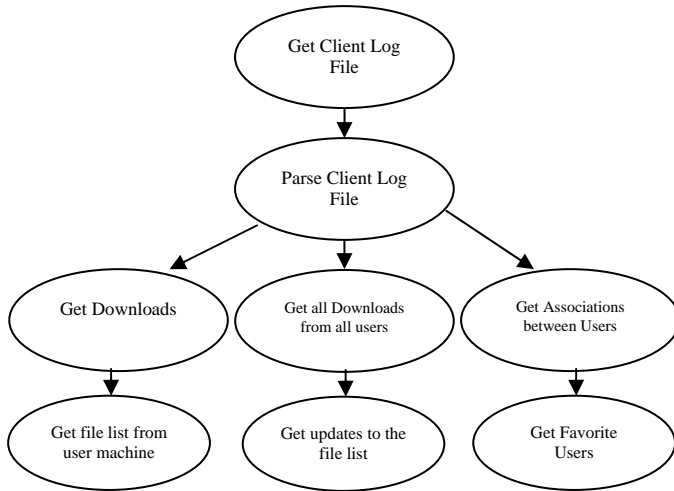 Get Client Log
File
Parse Client Log
File
Get Downloads
Get all Downloads
from all users
Get Associations
between Users
Get file list from
user machine
Get updates to the
file list
Get Favorite
Users